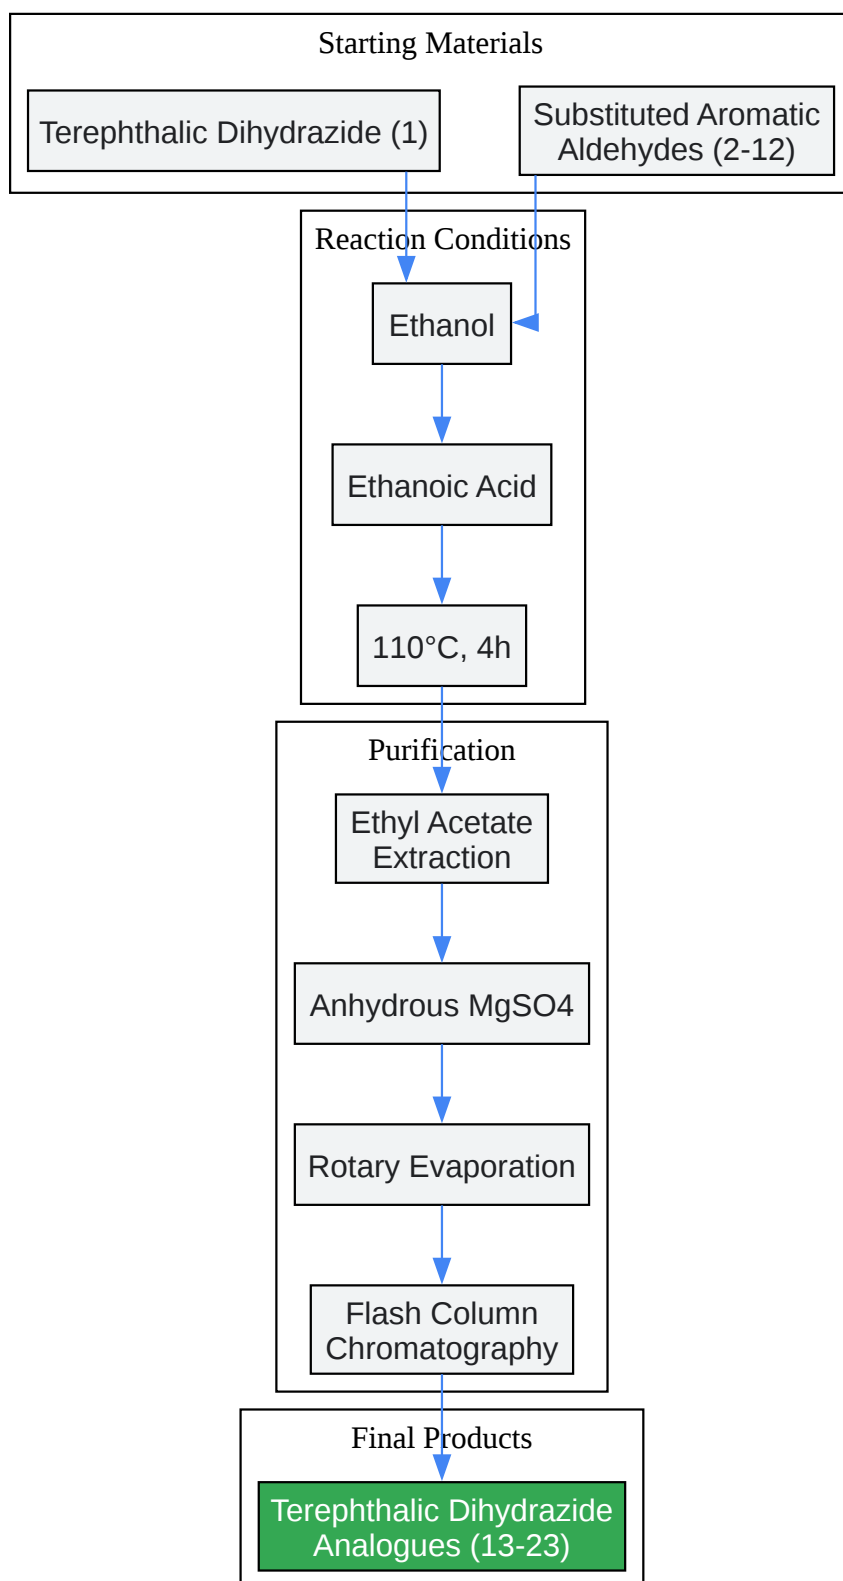 Starting Materials
Terephthalic Dihydrazide (1)
Substituted Aromatic
Aldehydes (2-12)
Reaction Conditions
Ethanol
Ethanoic Acid
110°C, 4h
Purification
Ethyl Acetate
Extraction
Anhydrous MgSO4
Rotary Evaporation
Flash Column
Chromatography
Final Products
Terephthalic Dihydrazide
Analogues (13-23)